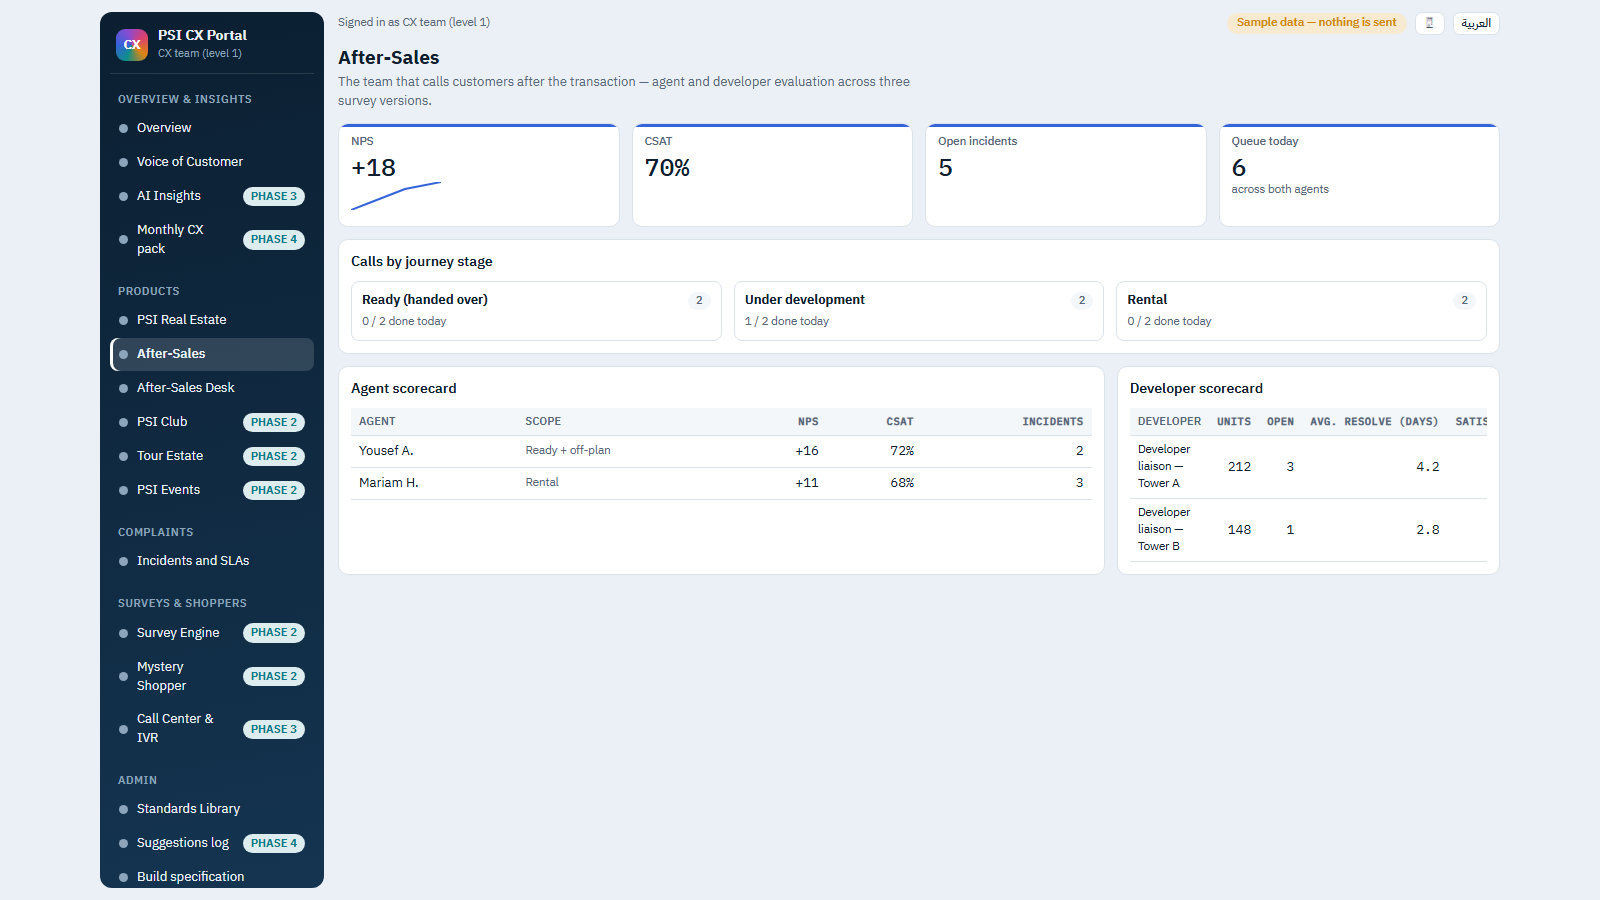 CX
PSI CX Portal
CX team (level 1)
OVERVIEW & INSIGHTS
Overview
Voice of Customer
AI Insights PHASE 3
Monthly CX
pack
PHASE 4
PRODUCTS
PSI Real Estate
After-Sales
After-Sales Desk
PSI Club PHASE 2
Tour Estate PHASE 2
PSI Events PHASE 2
COMPLAINTS
Incidents and SLAs
SURVEYS & SHOPPERS
Survey Engine PHASE 2
Mystery
Shopper
PHASE 2
Call Center &
IVR
PHASE 3
ADMIN
Standards Library
Suggestions log PHASE 4
Build specification
Signed in as CX team (level 1)
Sample data — nothing is sent
العربية
After-Sales
The team that calls customers after the transaction — agent and developer evaluation across three
survey versions.
NPS
+18
CSAT
70%
Open incidents
5
Queue today
6
across both agents
Calls by journey stage
Ready (handed over) 2
0 / 2 done today
Under development 2
1 / 2 done today
Rental 2
0 / 2 done today
Agent scorecard
AGENT SCOPE NPS CSAT INCIDENTS
Yousef A. Ready + off-plan +16 72% 2
Mariam H. Rental +11 68% 3
Developer scorecard
DEVELOPER UNITS OPEN AVG. RESOLVE (DAYS) SATIS
Developer
liaison —
Tower A
212 3 4.2
Developer
liaison —
Tower B
148 1 2.8